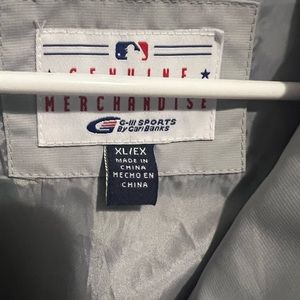 GENUINE
MERCHANDISE
G-III SPORTS
By Carl Banks
XL/EX
MADE IN
CHINA
HECHO EN
CHINA